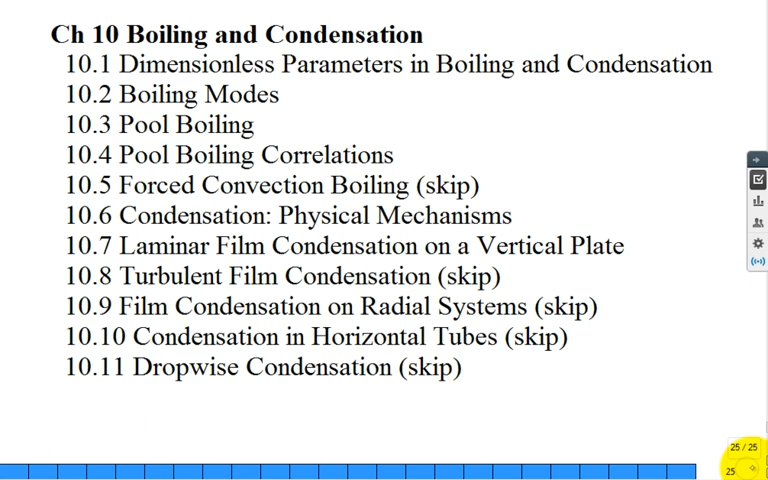 Ch 10 Boiling and Condensation
10.1 Dimensionless Parameters in Boiling and Condensation
10.2 Boiling Modes
10.3 Pool Boiling
10.4 Pool Boiling Correlations
10.5 Forced Convection Boiling (skip)
10.6 Condensation: Physical Mechanisms
10.7 Laminar Film Condensation on a Vertical Plate
10.8 Turbulent Film Condensation (skip)
10.9 Film Condensation on Radial Systems (skip)
10.10 Condensation in Horizontal Tubes (skip)
10.11 Dropwise Condensation (skip)
25 / 25
25